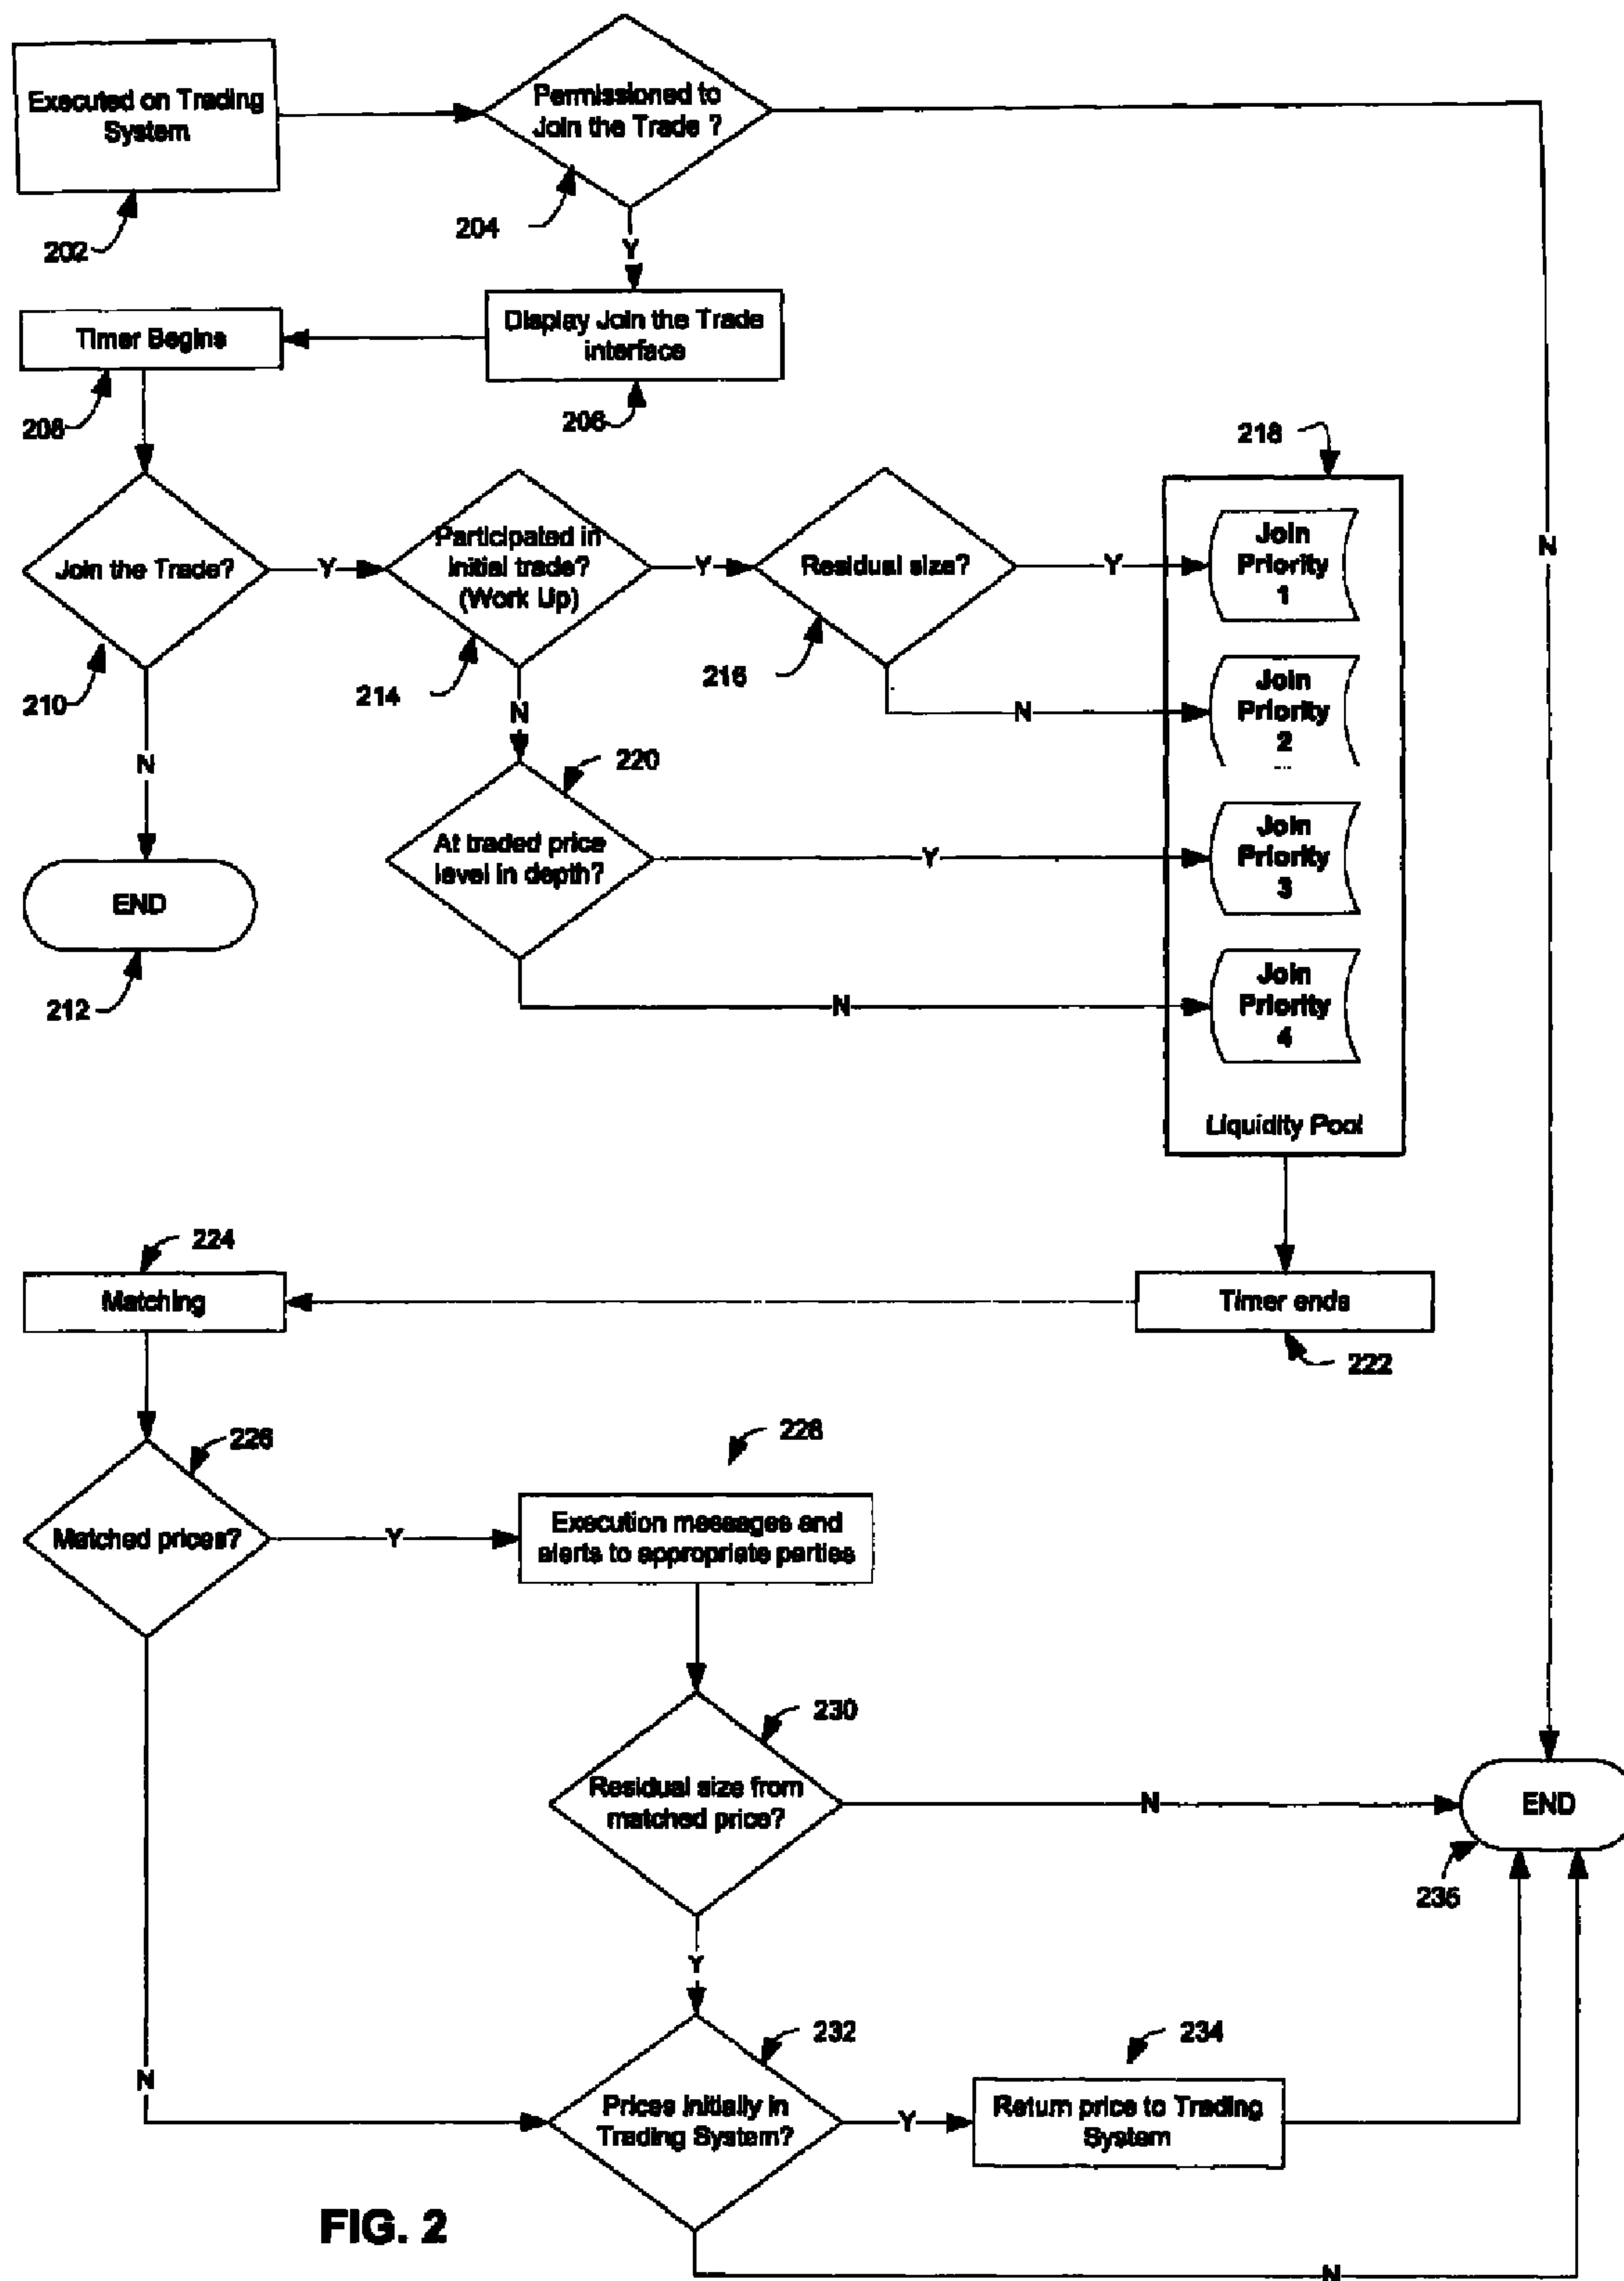 Executed on Trading
System
202
Permissioned to
Join the Trade ?
204
Y
N
Timer Begins
208
Display Join the Trade
interface
206
Join the Trade?
210
Y
N
END
212
Participated in
initial trade?
(Work Up)
214
Y
N
Residual size?
216
Y
N
At traded price
level in depth?
220
Y
N
218
Join
Priority
1
Join
Priority
2
Join
Priority
3
Join
Priority
4
Liquidity Pool
Timer ends
222
Matching
224
Matched prices?
226
Y
N
Execution messages and
alerts to appropriate parties
228
Residual size from
matched price?
230
N
Y
Prices initially in
Trading System?
232
Y
N
Return price to Trading
System
234
END
236
FIG. 2